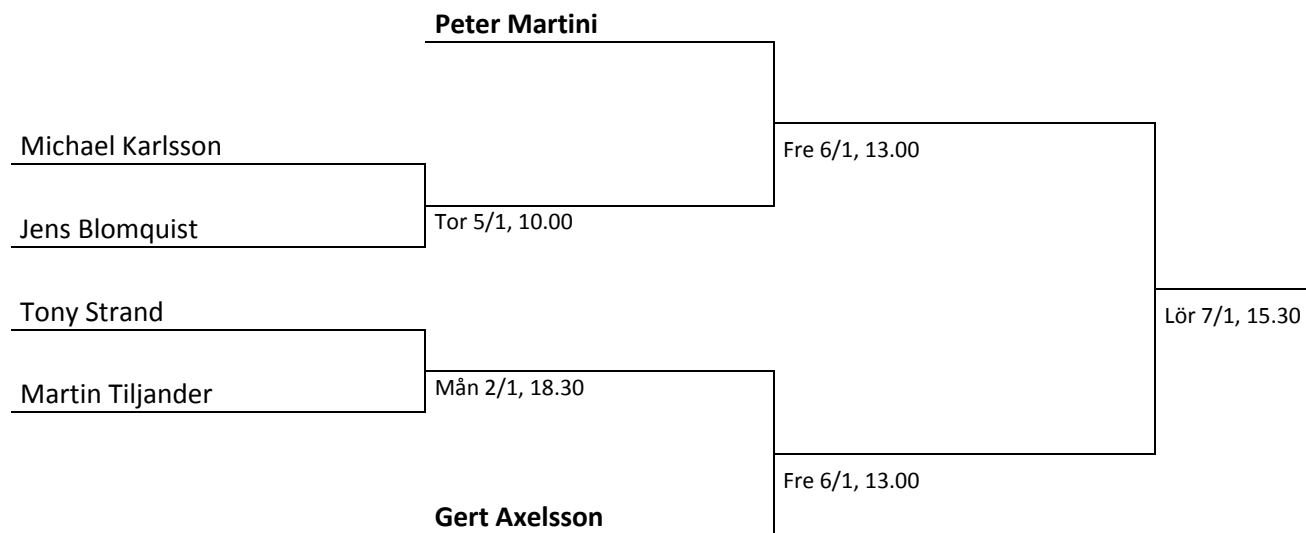 Peter Martini
Michael Karlsson
Fre 6/1, 13.00
Jens Blomquist
Tor 5/1, 10.00
Tony Strand
Lör 7/1, 15.30
Martin Tiljander
Mån 2/1, 18.30
Fre 6/1, 13.00
Gert Axelsson